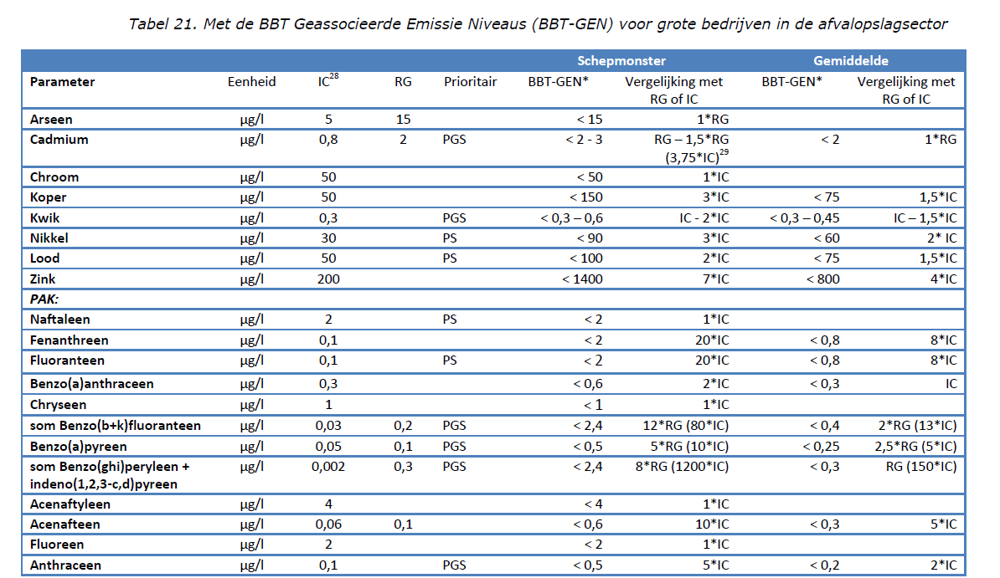 Tabel 21. Met de BBT Geassocieerde Emissie Niveaus (BBT-GEN) voor grote bedrijven in de afvalopslagsector
Schepmonster Gemiddelde
Parameter Eenheid IC28 RG Prioritair BBT-GEN* Vergelijking met BBT-GEN* Vergelijking met
RG of IC RG of IC
Arseen µg/l 5 15 < 15 1*RG
Cadmium µg/l 0,8 2 PGS < 2 - 3 RG – 1,5*RG < 2 1*RG
(3,75*IC)29
Chroom µg/l 50 < 50 1*IC
Koper µg/l 50 < 150 3*IC < 75 1,5*IC
Kwik µg/l 0,3 PGS < 0,3 – 0,6 IC - 2*IC < 0,3 – 0,45 IC – 1,5*IC
Nikkel µg/l 30 PS < 90 3*IC < 60 2* IC
Lood µg/l 50 PS < 100 2*IC < 75 1,5*IC
Zink µg/l 200 < 1400 7*IC < 800 4*IC
PAK:
Naftaleen µg/l 2 PS < 2 1*IC
Fenanthreen µg/l 0,1 < 2 20*IC < 0,8 8*IC
Fluoranteen µg/l 0,1 PS < 2 20*IC < 0,8 8*IC
Benzo(a)anthraceen µg/l 0,3 < 0,6 2*IC < 0,3 IC
Chryseen µg/l 1 < 1 1*IC
som Benzo(b+k)fluoranteen µg/l 0,03 0,2 PGS < 2,4 12*RG (80*IC) < 0,4 2*RG (13*IC)
Benzo(a)pyreen µg/l 0,05 0,1 PGS < 0,5 5*RG (10*IC) < 0,25 2,5*RG (5*IC)
som Benzo(ghi)peryleen + µg/l 0,002 0,3 PGS < 2,4 8*RG (1200*IC) < 0,3 RG (150*IC)
indeno(1,2,3-c,d)pyreen
Acenaftyleen µg/l 4 < 4 1*IC
Acenafteen µg/l 0,06 0,1 < 0,6 10*IC < 0,3 5*IC
Fluoreen µg/l 2 < 2 1*IC
Anthraceen µg/l 0,1 PGS < 0,5 5*IC < 0,2 2*IC